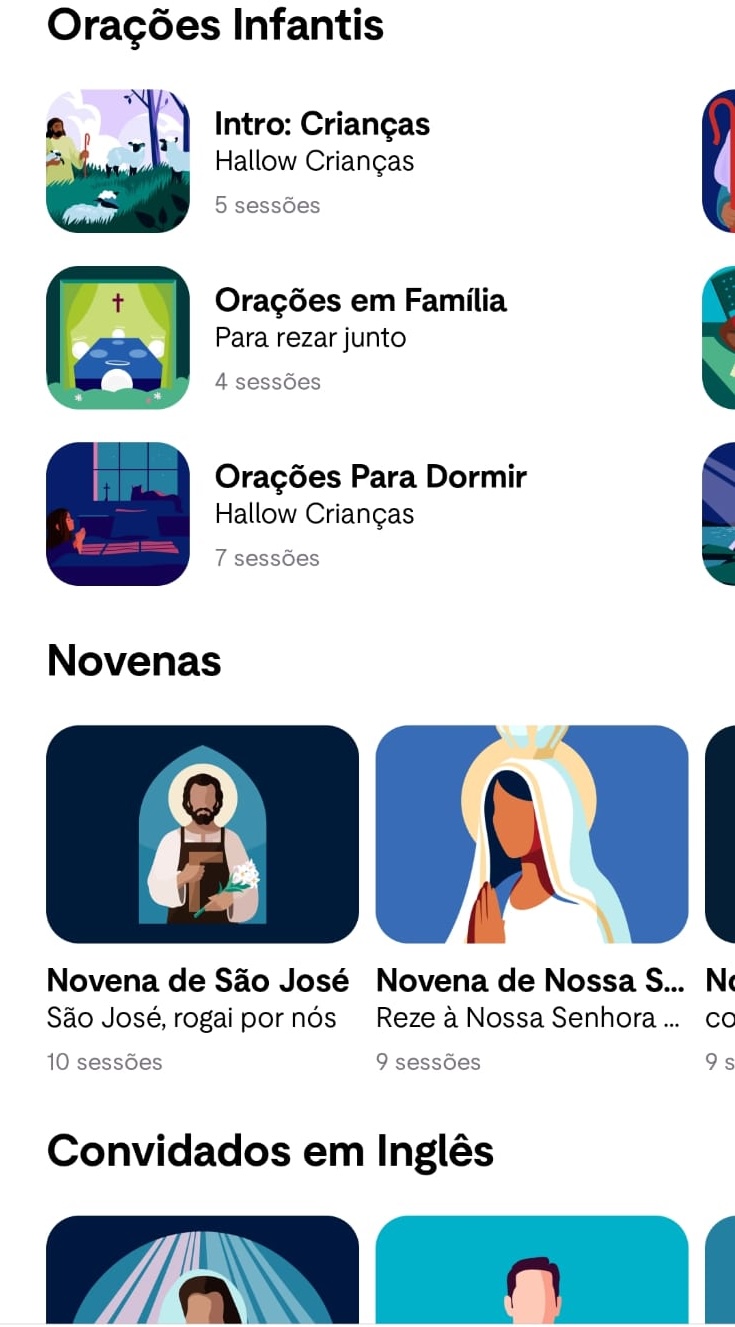 Orações Infantis
Intro: Crianças
Hallow Crianças
5 sessões
Orações em Família
Para rezar junto
4 sessões
Orações Para Dormir
Hallow Crianças
7 sessões
Novenas
Novena de São José
São José, rogai por nós
10 sessões
Novena de Nossa S...
Reze à Nossa Senhora ...
9 sessões
9 s
Convidados em Inglês